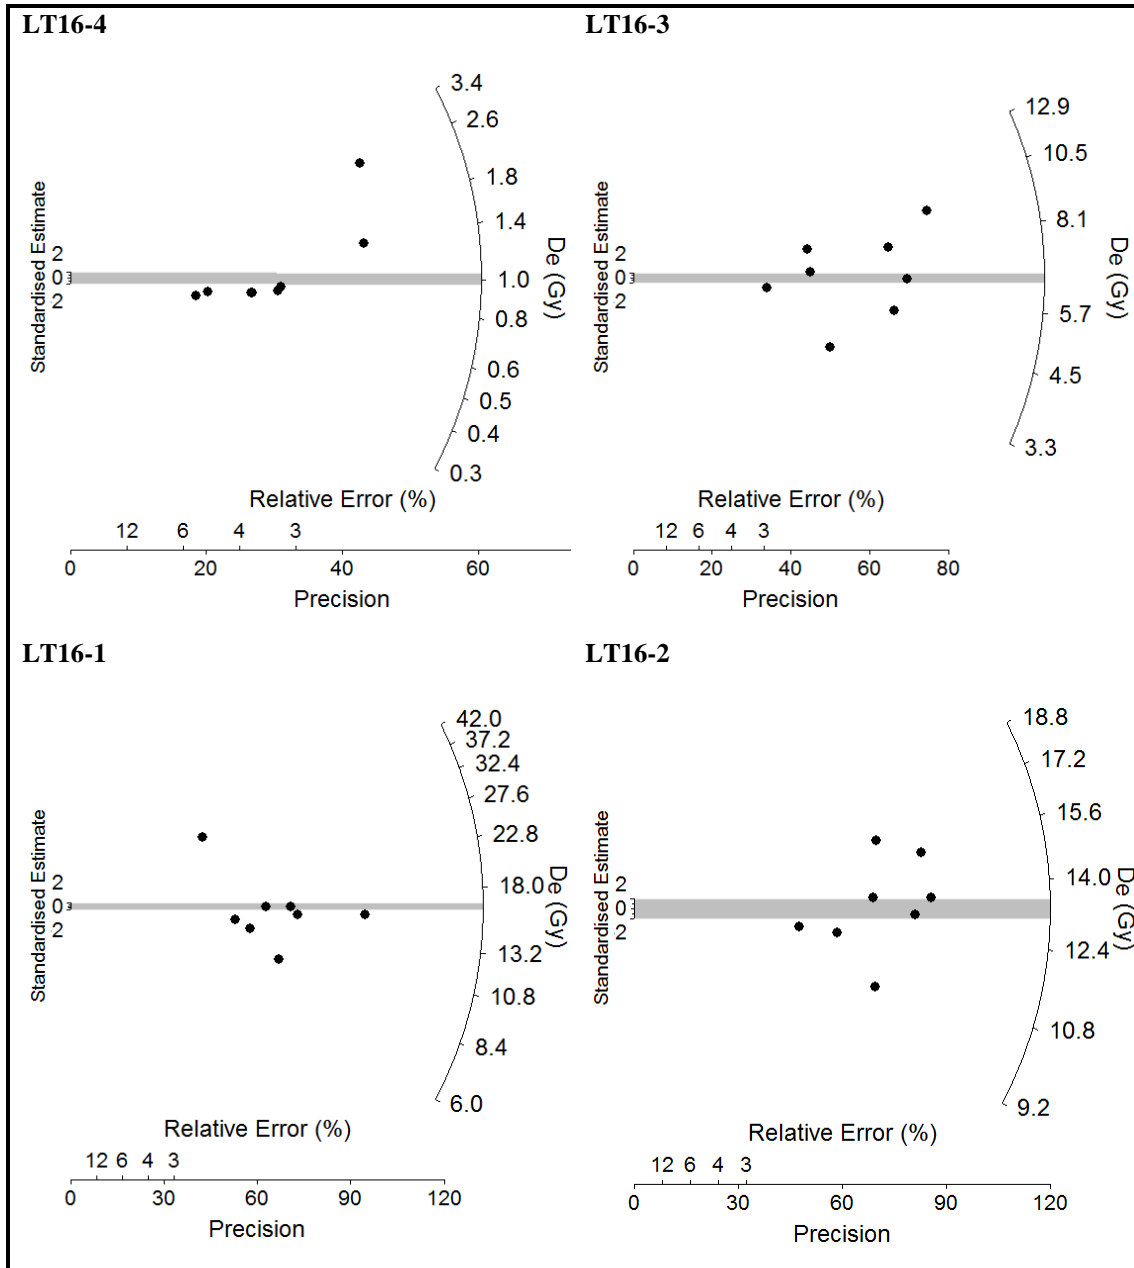 LT16-4
3.4
2.6
1.8
1.4
1.0
0.8
0.6
0.5
0.4
0.3
De (Gy)
Standardised Estimate
2
0
2
Relative Error (%)
12 6 4 3
0 20 40 60
Precision
LT16-3
12.9
10.5
8.1
5.7
4.5
3.3
De (Gy)
Standardised Estimate
2
0
2
Relative Error (%)
12 6 4 3
0 20 40 60 80
Precision
LT16-1
42.0
37.2
32.4
27.6
22.8
18.0
13.2
10.8
8.4
6.0
De (Gy)
Standardised Estimate
2
0
2
Relative Error (%)
12 6 4 3
0 30 60 90 120
Precision
LT16-2
18.8
17.2
15.6
14.0
12.4
10.8
9.2
De (Gy)
Standardised Estimate
2
0
2
Relative Error (%)
12 6 4 3
0 30 60 90 120
Precision